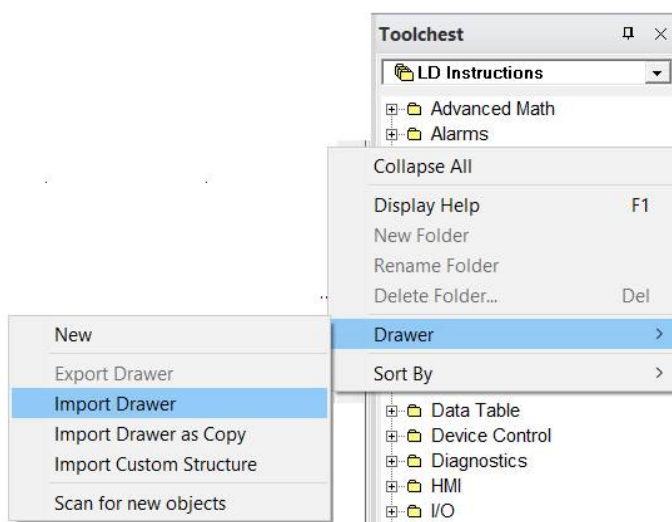 Toolchest
LD Instructions
Advanced Math
Alarms
Collapse All
Display Help F1
New Folder
Rename Folder
Delete Folder... Del
Drawer
Sort By
New
Export Drawer
Import Drawer
Import Drawer as Copy
Import Custom Structure
Scan for new objects
Data Table
Device Control
Diagnostics
HMI
I/O